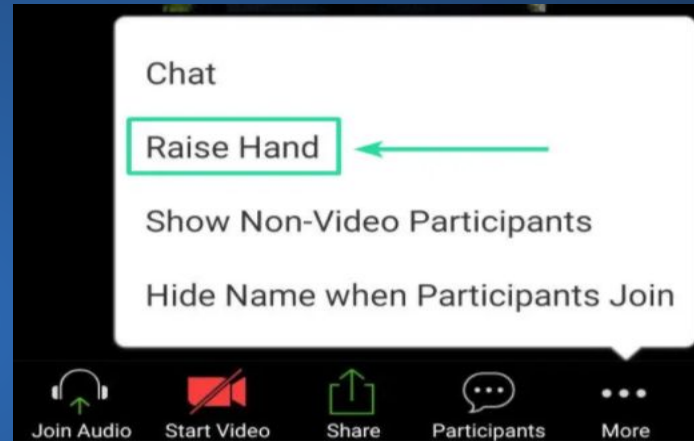 Chat
Raise Hand
Show Non-Video Participants
Hide Name when Participants Join
Join Audio Start Video Share Participants More